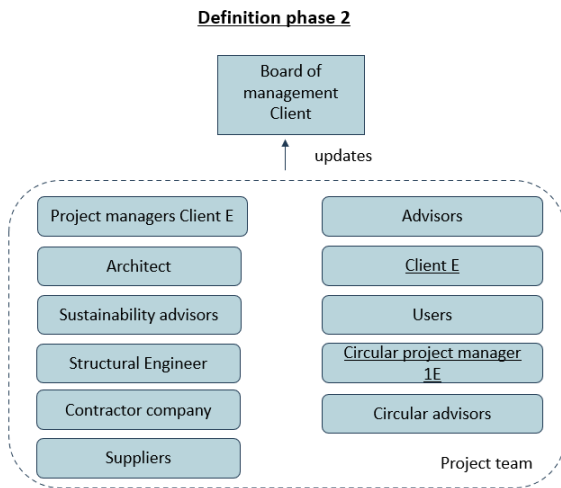 Definition phase 2
Board of
management
Client
updates
Project managers Client E
Architect
Sustainability advisors
Structural Engineer
Contractor company
Suppliers
Advisors
Client E
Users
Circular project manager
1E
Circular advisors
Project team